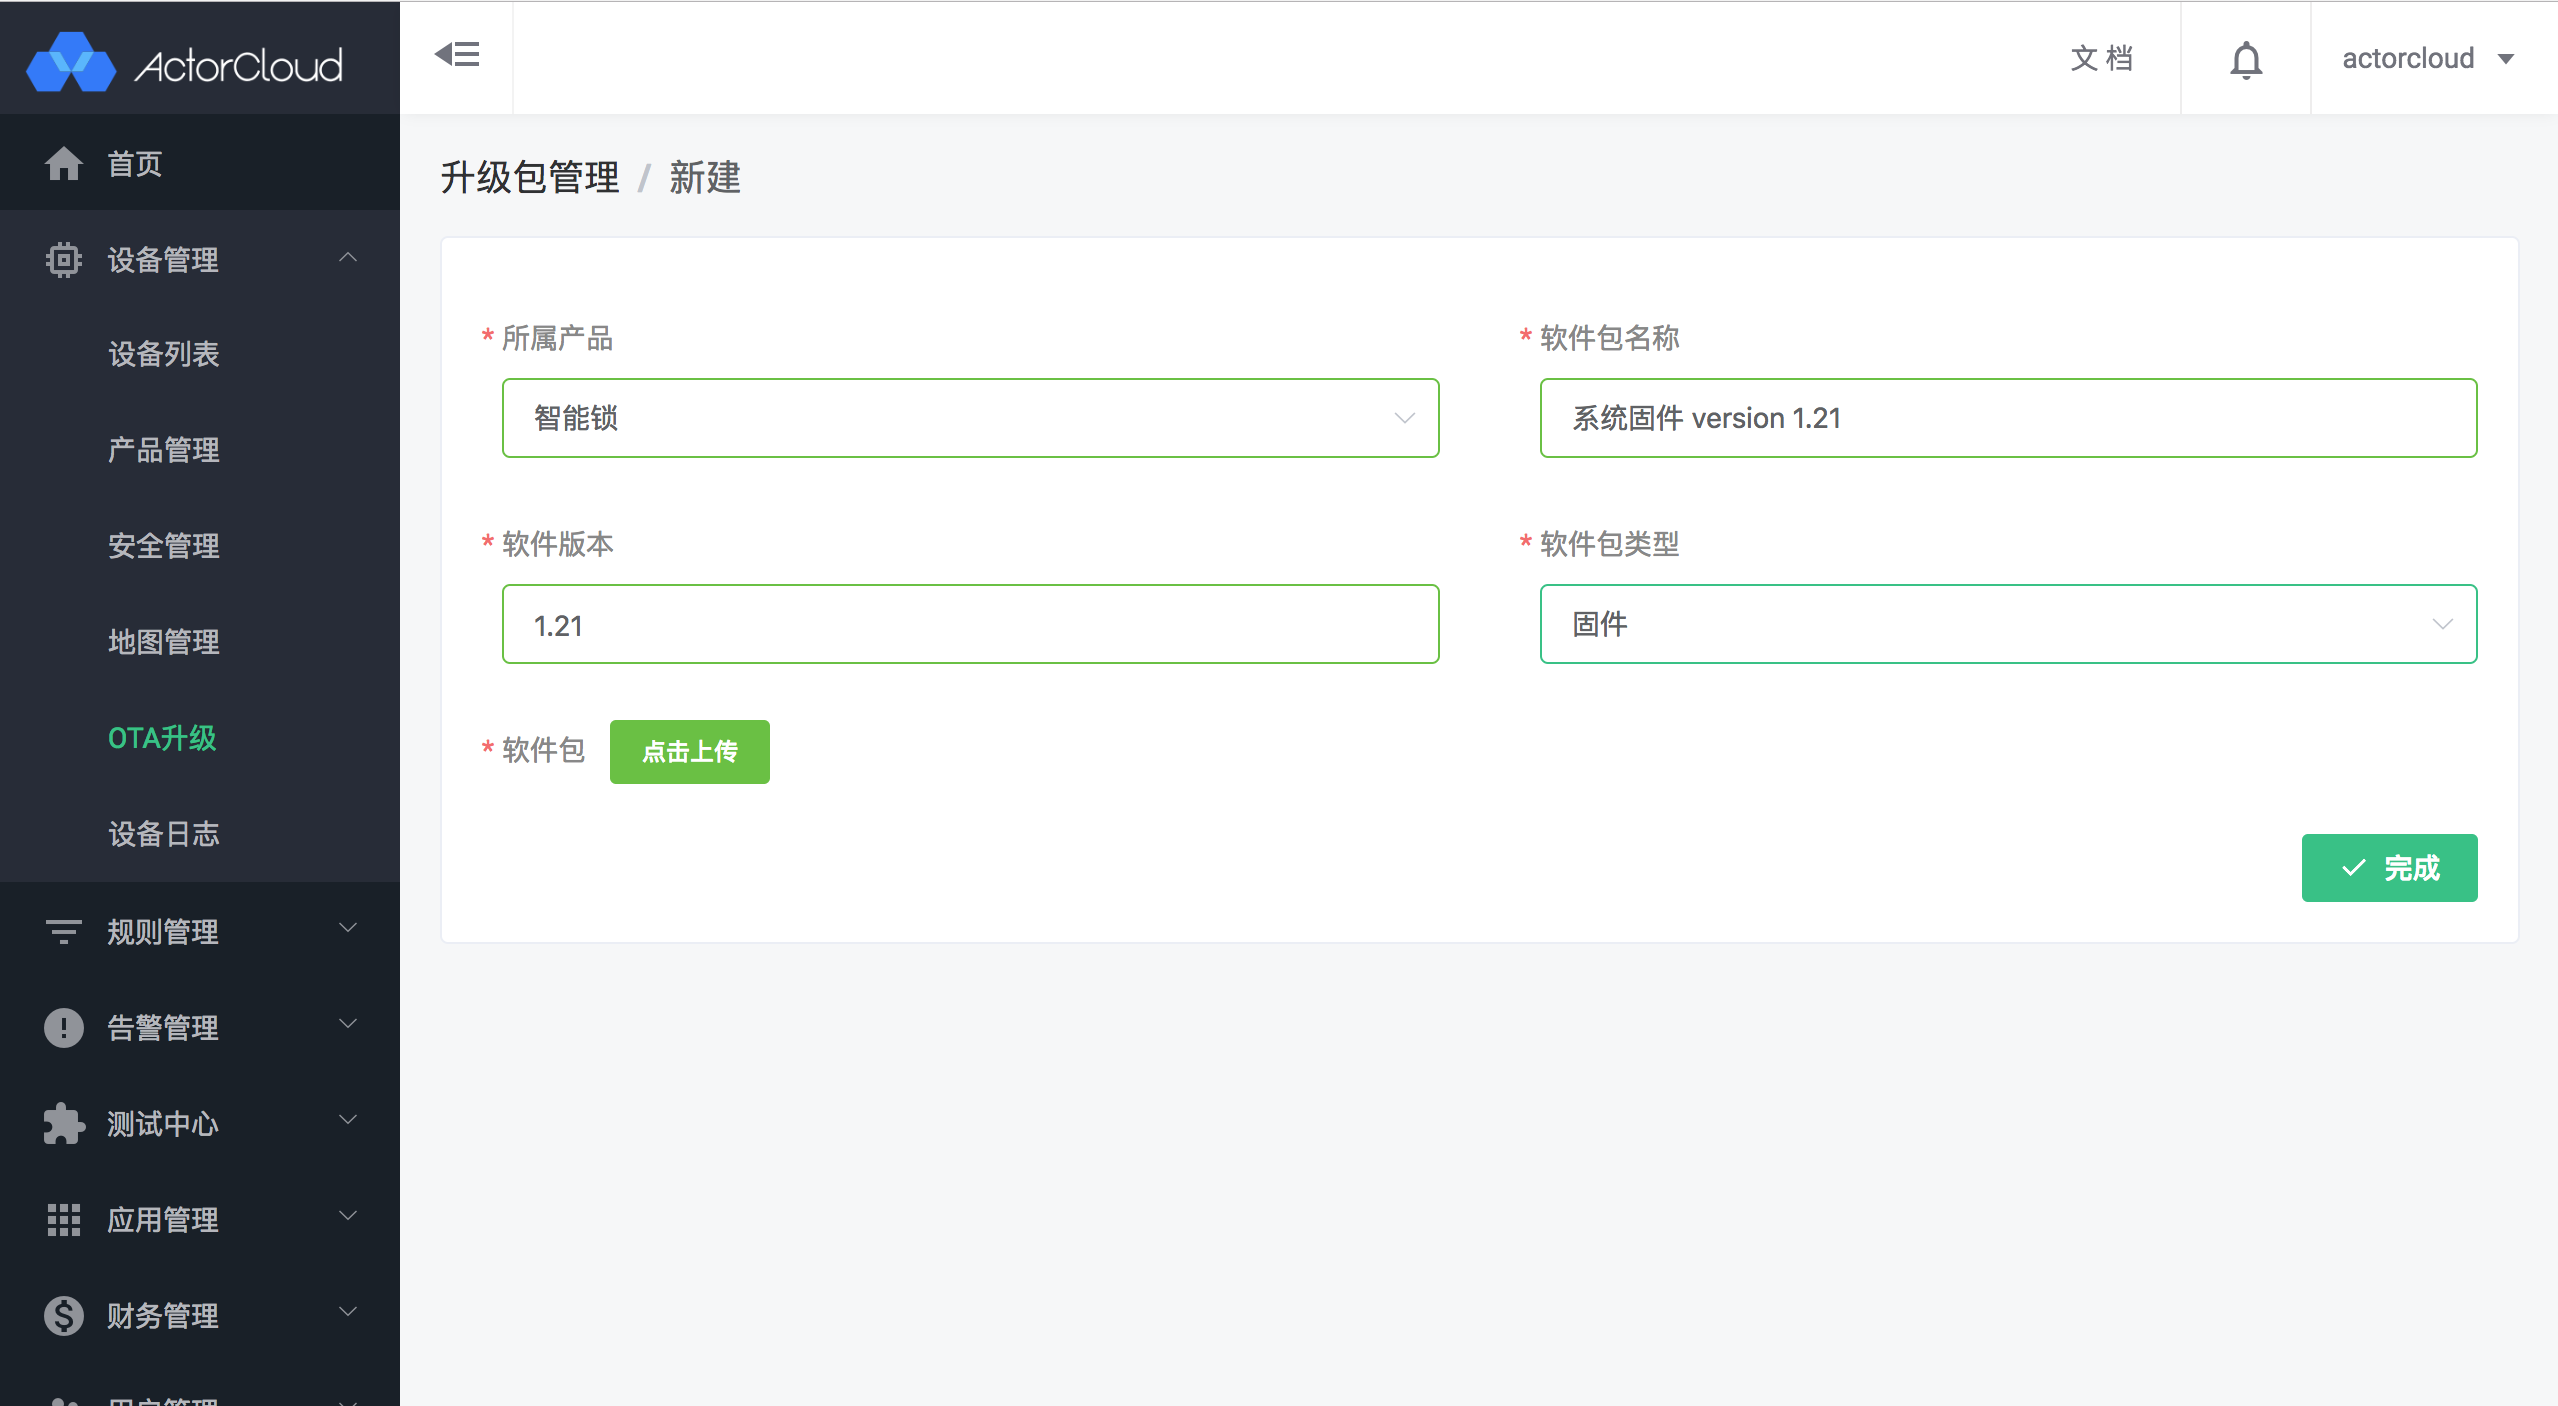 ActorCloud
文 档
actorcloud
首页
设备管理
设备列表
产品管理
安全管理
地图管理
OTA升级
设备日志
规则管理
告警管理
测试中心
应用管理
财务管理
升级包管理 / 新建
* 所属产品
智能锁
* 软件包名称
系统固件 version 1.21
* 软件版本
1.21
* 软件包类型
固件
* 软件包
点击上传
完成